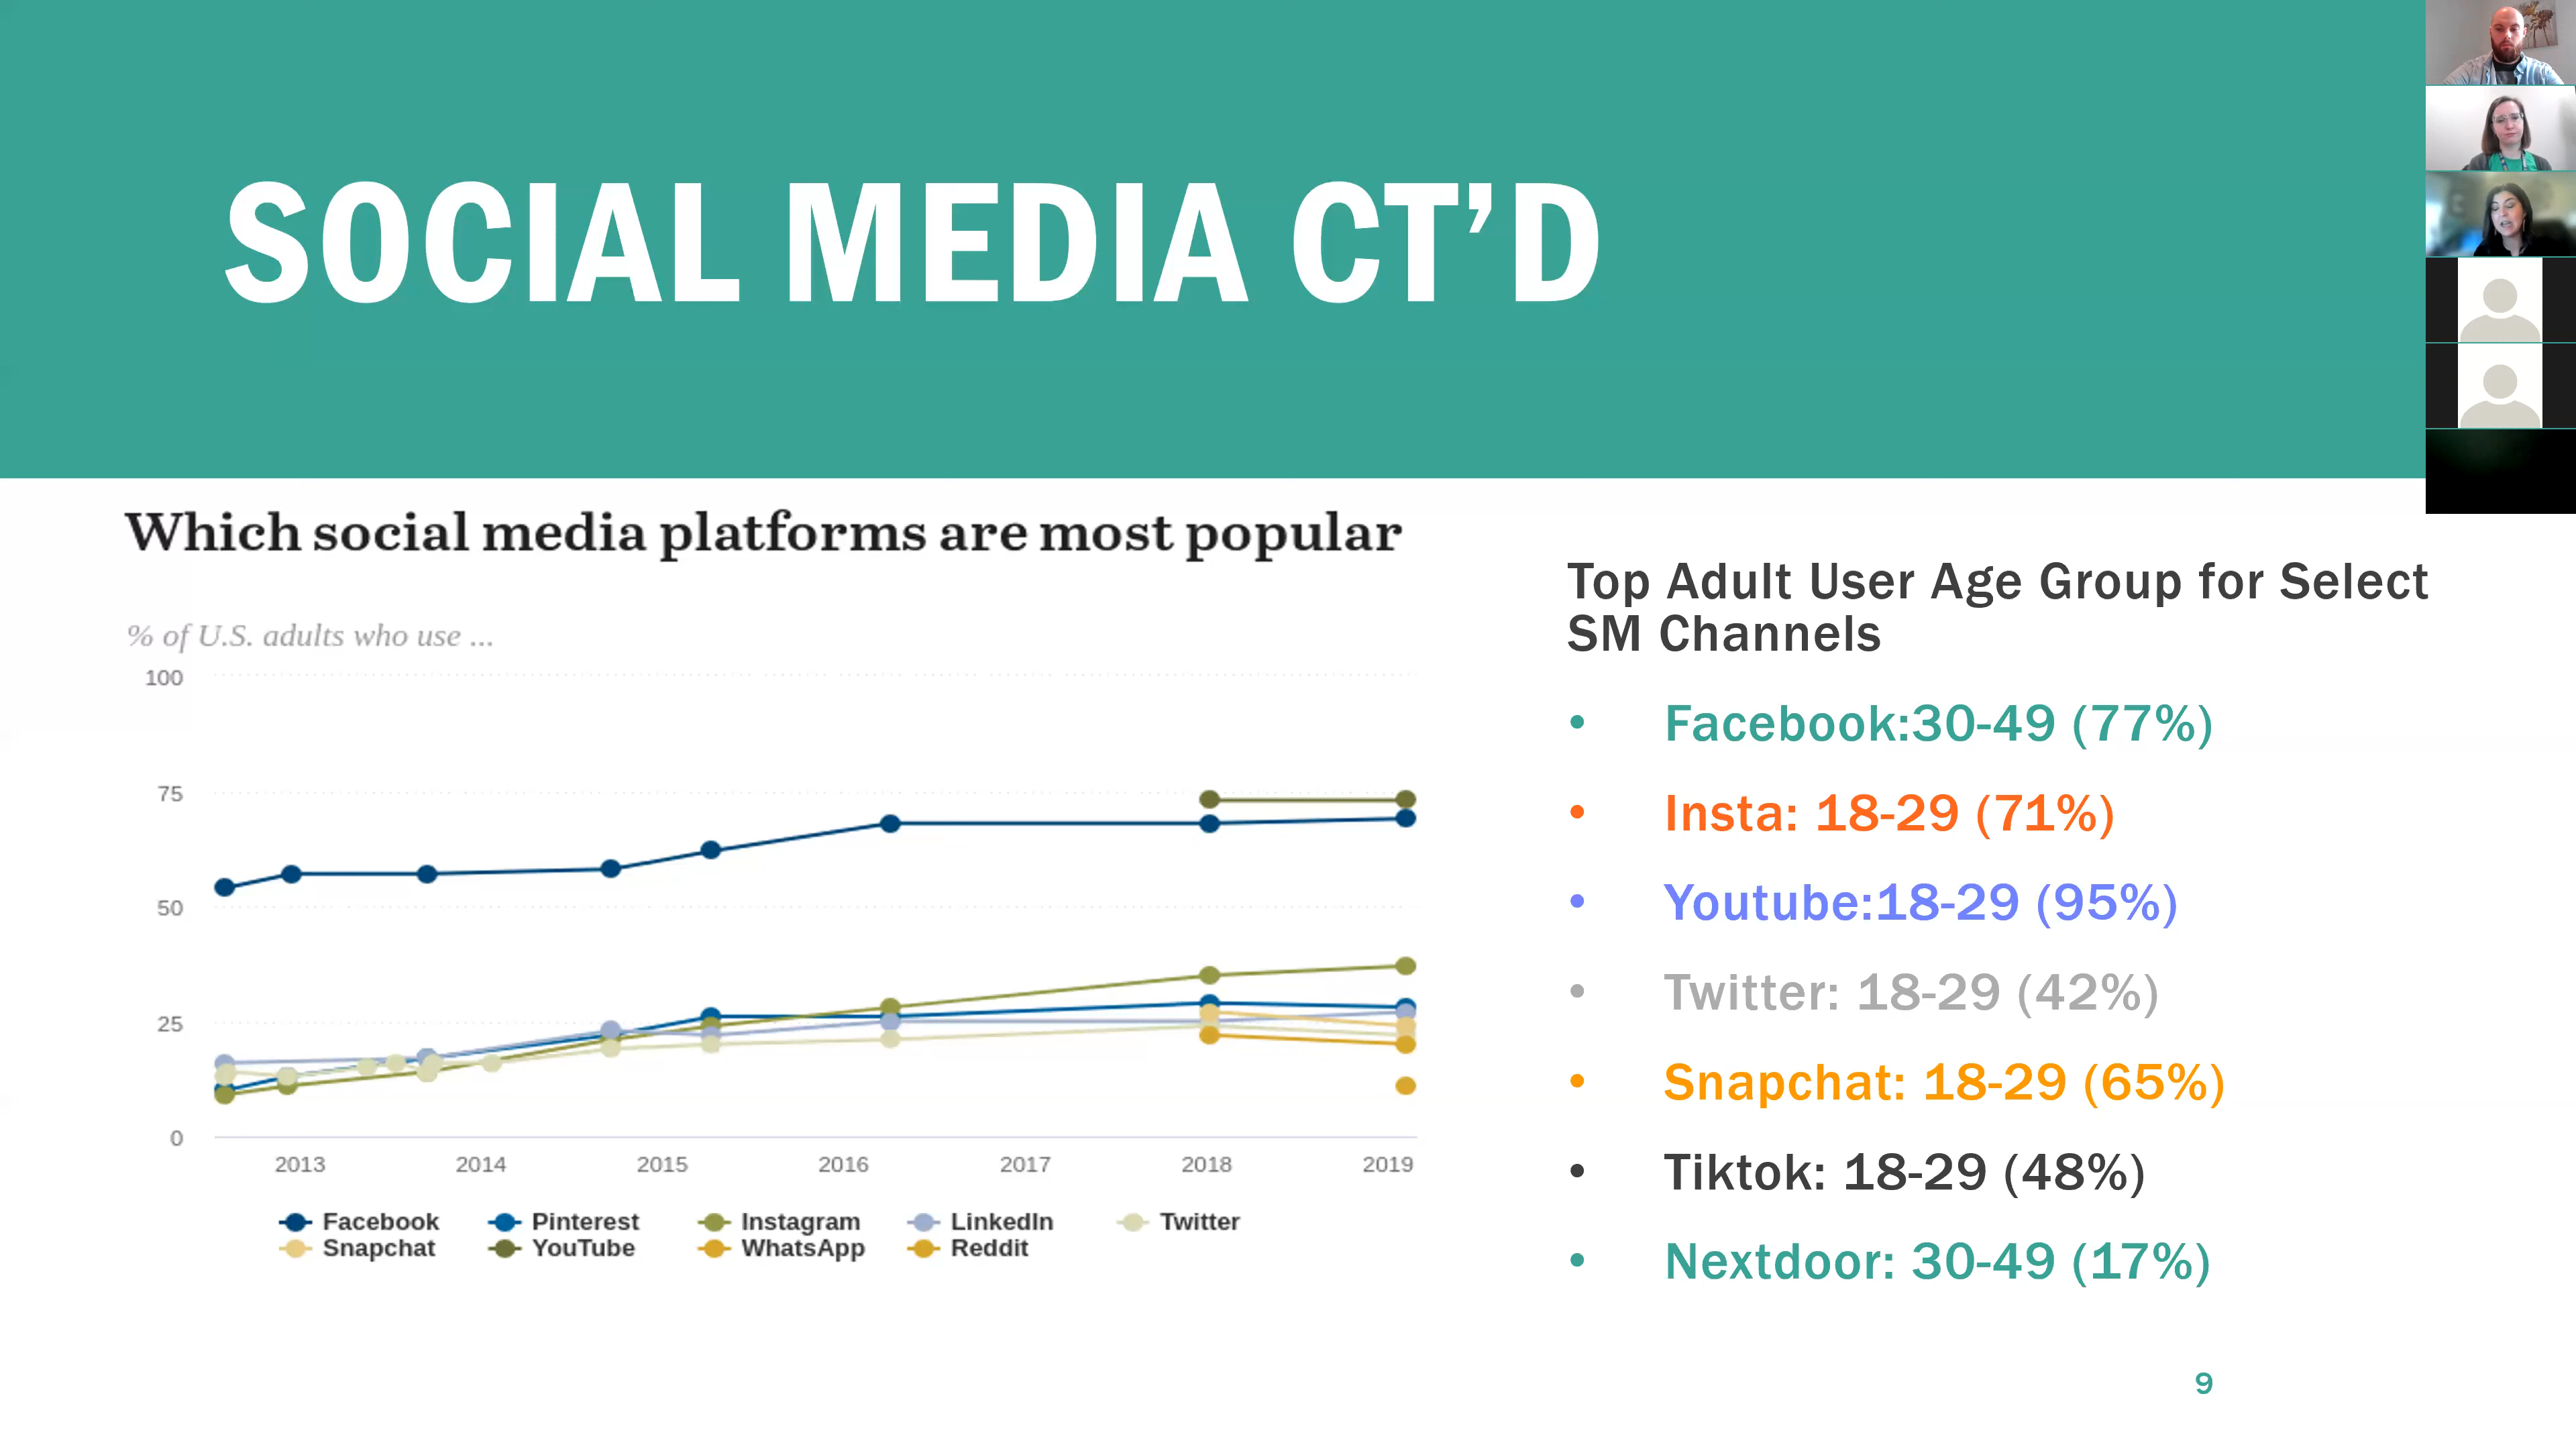 SOCIAL MEDIA CT’D
Which social media platforms are most popular
% of U.S. adults who use ...
100
75
50
25
0
2013 2014 2015 2016 2017 2018 2019
Facebook Pinterest Instagram LinkedIn Twitter
Snapchat YouTube WhatsApp Reddit
Top Adult User Age Group for Select
SM Channels
• Facebook:30-49 (77%)
• Insta: 18-29 (71%)
• Youtube:18-29 (95%)
• Twitter: 18-29 (42%)
• Snapchat: 18-29 (65%)
• Tiktok: 18-29 (48%)
• Nextdoor: 30-49 (17%)
9